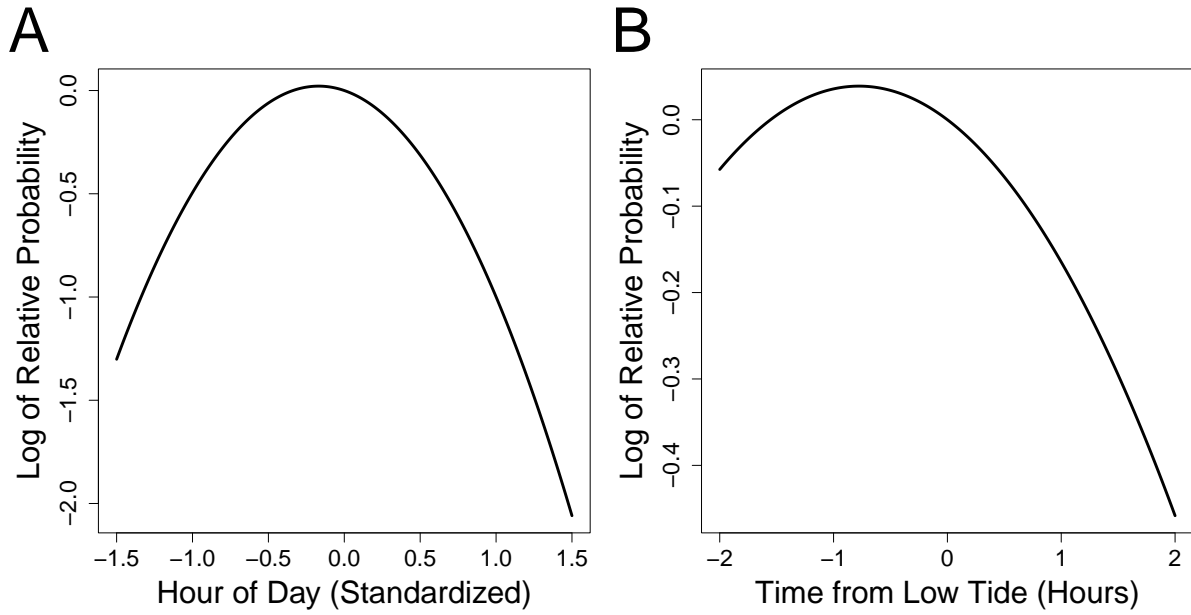 A
Log of Relative Probability
0.0
−0.5
−1.0
−1.5
−2.0
−1.5 −1.0 −0.5 0.0 0.5 1.0 1.5
Hour of Day (Standardized)
B
Log of Relative Probability
0.0
−0.1
−0.2
−0.3
−0.4
−2 −1 0 1 2
Time from Low Tide (Hours)